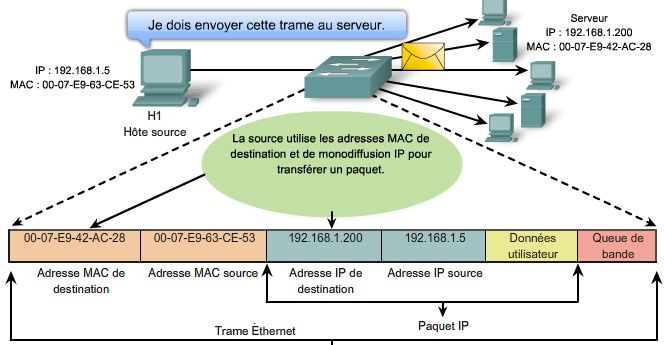 Je dois envoyer cette trame au serveur.
Serveur
IP : 192.168.1.200
MAC : 00-07-E9-42-AC-28
IP : 192.168.1.5
MAC : 00-07-E9-63-CE-53
H1
Hôte source
La source utilise les adresses MAC de
destination et de monodiffusion IP pour
transférer un paquet.
00-07-E9-42-AC-28
00-07-E9-63-CE-53
192.168.1.200
192.168.1.5
Données
utilisateur
Queue de
bande
Adresse MAC de
destination
Adresse MAC source
Adresse IP de
destination
Adresse IP source
Paquet IP
Trame Ethernet